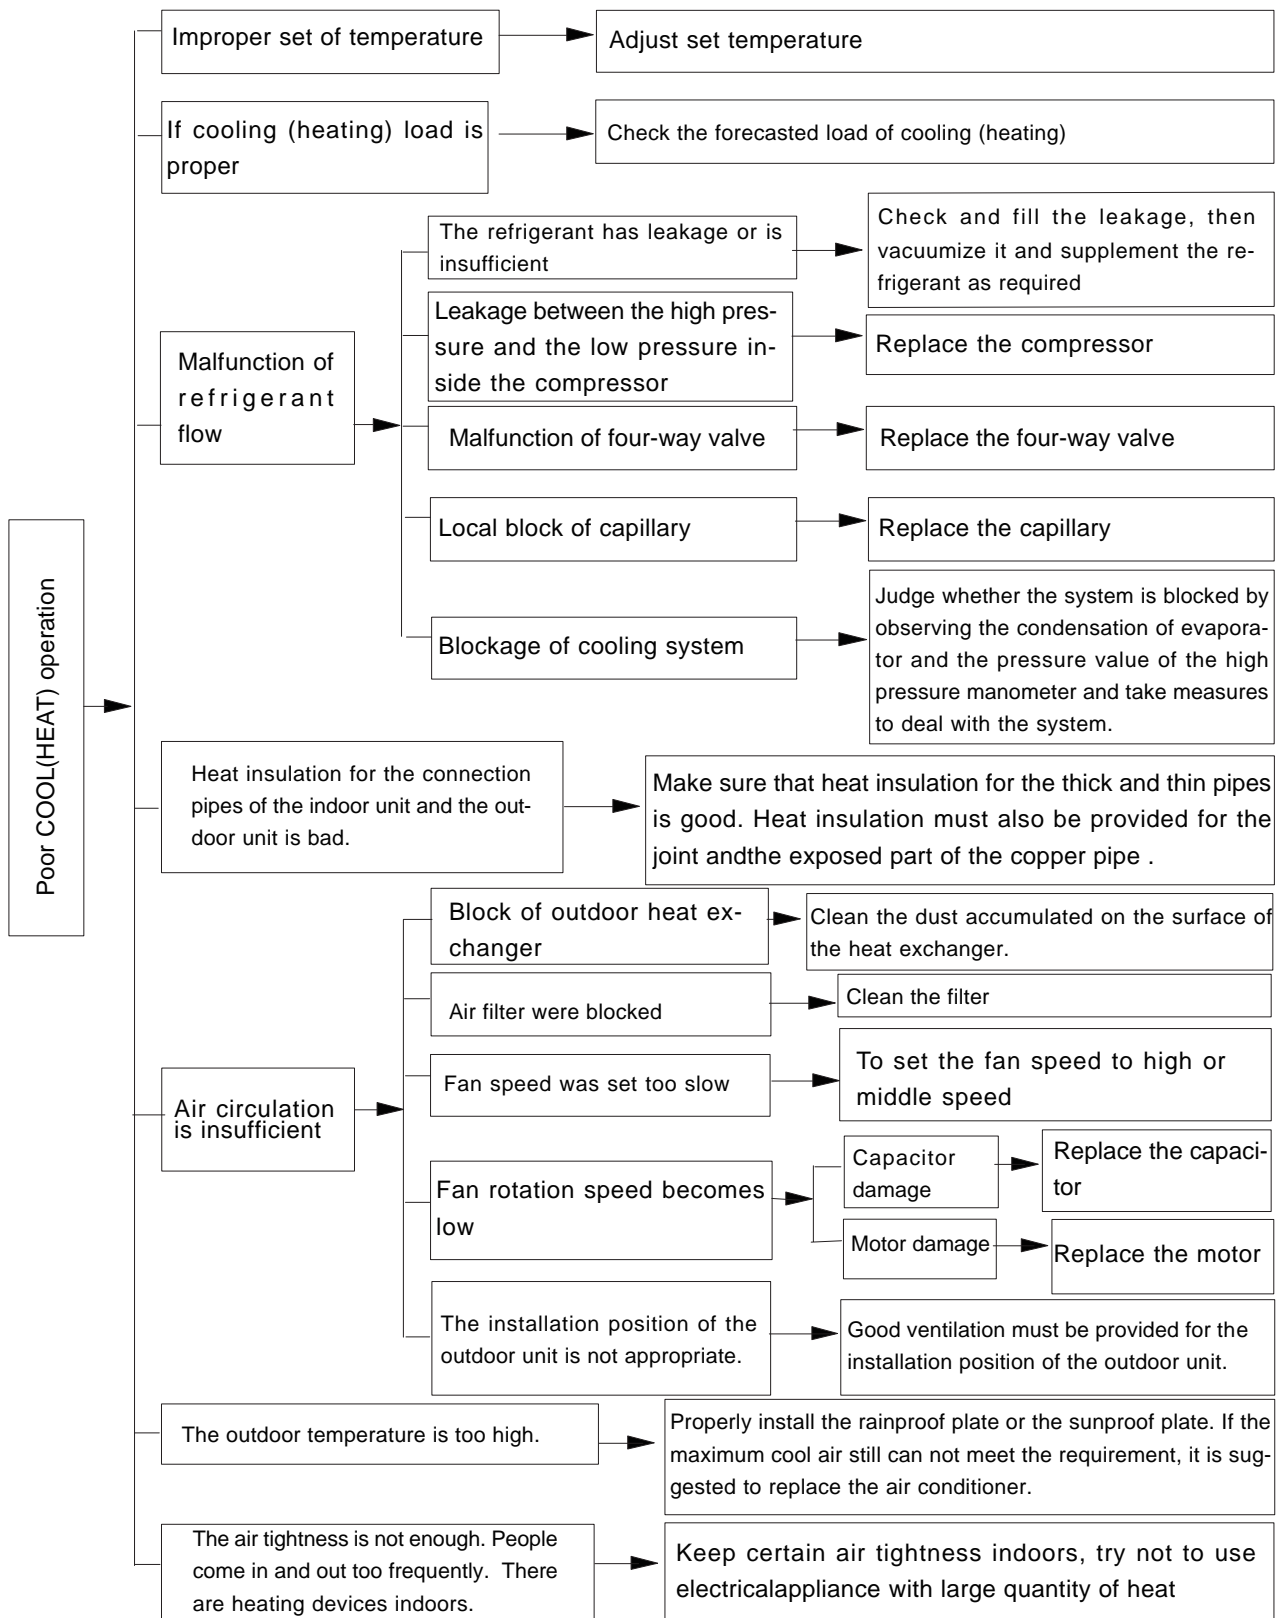 Improper set of temperature
Adjust set temperature
If cooling (heating) load is
proper
Check the forecasted load of cooling (heating)
The refrigerant has leakage or is
insufficient
Check and fill the leakage, then
vacuumize it and supplement the re-
frigerant as required
Leakage between the high pres-
sure and the low pressure in-
side the compressor
Replace the compressor
Malfunction of
refrigerant
flow
Malfunction of four-way valve
Replace the four-way valve
Local block of capillary
Replace the capillary
Blockage of cooling system
Judge whether the system is blocked by
observing the condensation of evapora-
tor and the pressure value of the high
pressure manometer and take measures
to deal with the system.
Poor COOL(HEAT) operation
Heat insulation for the connection
pipes of the indoor unit and the out-
door unit is bad.
Make sure that heat insulation for the thick and thin pipes
is good. Heat insulation must also be provided for the
joint andthe exposed part of the copper pipe .
Block of outdoor heat ex-
changer
Clean the dust accumulated on the surface of
the heat exchanger.
Air filter were blocked
Clean the filter
Fan speed was set too slow
To set the fan speed to high or
middle speed
Air circulation
is insufficient
Fan rotation speed becomes
low
Capacitor
damage
Replace the capaci-
tor
Motor damage
Replace the motor
The installation position of the
outdoor unit is not appropriate.
Good ventilation must be provided for the
installation position of the outdoor unit.
The outdoor temperature is too high.
Properly install the rainproof plate or the sunproof plate. If the
maximum cool air still can not meet the requirement, it is sug-
gested to replace the air conditioner.
The air tightness is not enough. People
come in and out too frequently.  There
are heating devices indoors.
Keep certain air tightness indoors, try not to use
electricalappliance with large quantity of heat